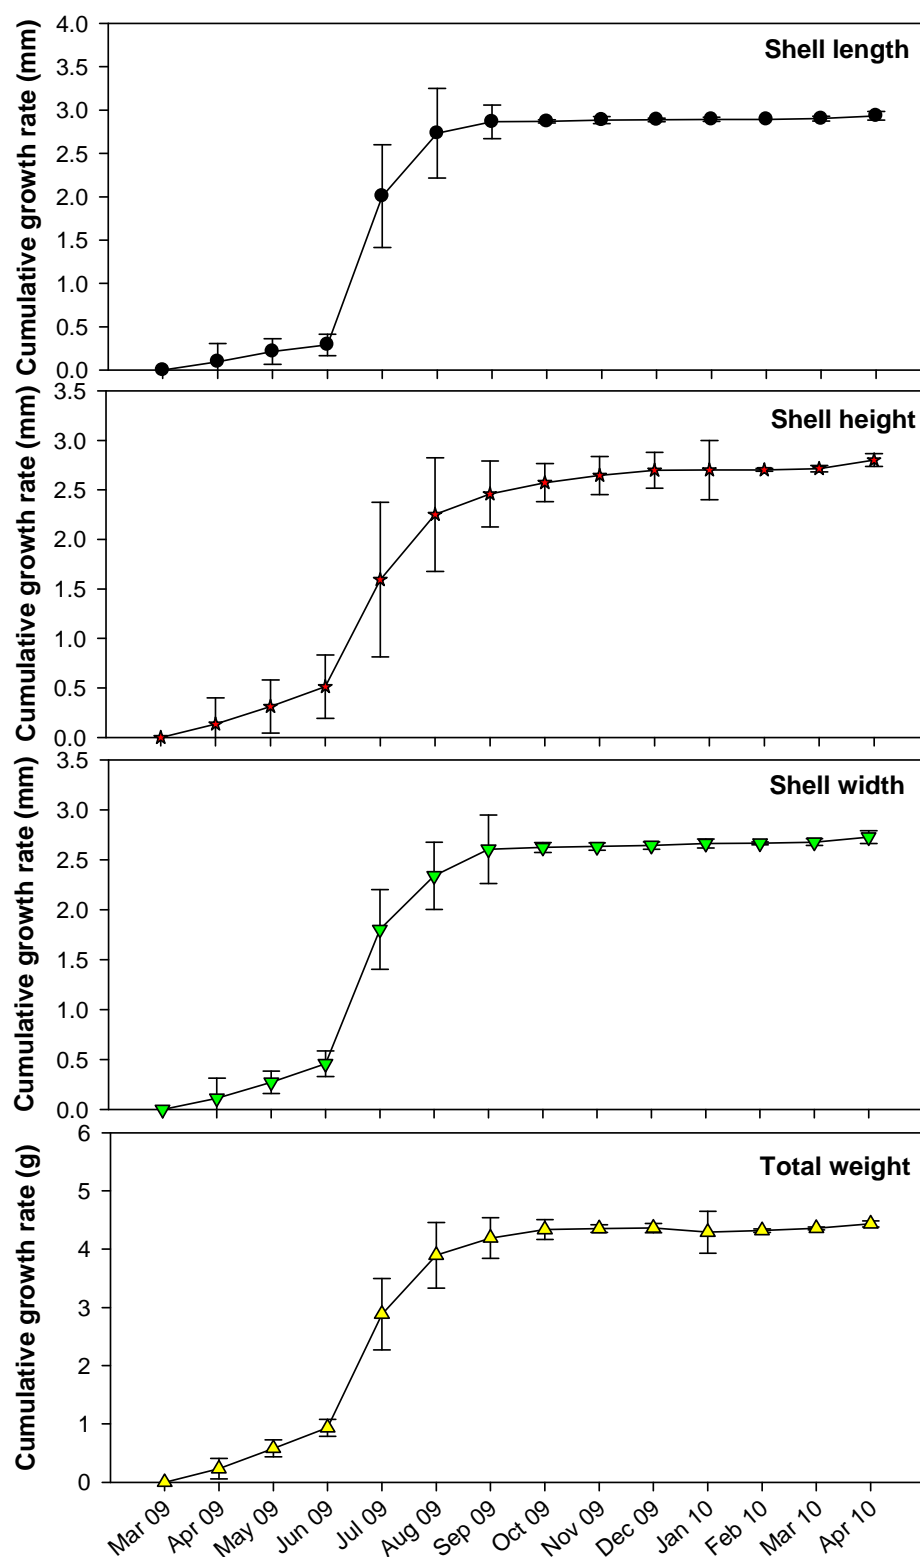 Cumulative growth rate (mm)
4.0
3.5
3.0
2.5
2.0
1.5
1.0
0.5
0.0
Shell length
Cumulative growth rate (mm)
3.5
3.0
2.5
2.0
1.5
1.0
0.5
0.0
Shell height
Cumulative growth rate (mm)
3.5
3.0
2.5
2.0
1.5
1.0
0.5
0.0
Shell width
Cumulative growth rate (g)
6
5
4
3
2
1
0
Total weight
Mar 09
Apr 09
May 09
Jun 09
Jul 09
Aug 09
Sep 09
Oct 09
Nov 09
Dec 09
Jan 10
Feb 10
Mar 10
Apr 10